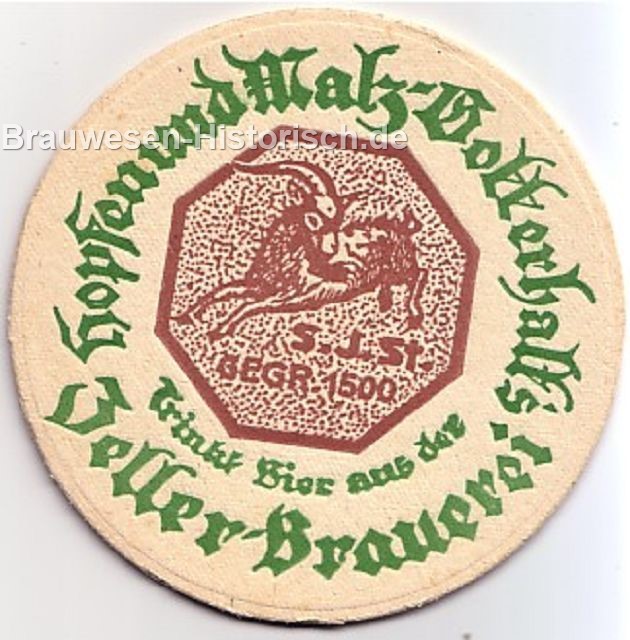 Hopfen und Malz - Gott erhalt's!
Brauwesen-Historisch.de
S.J.St.
BEGR. 1500
Trinkt Bier aus der
Zeller-Brauerei